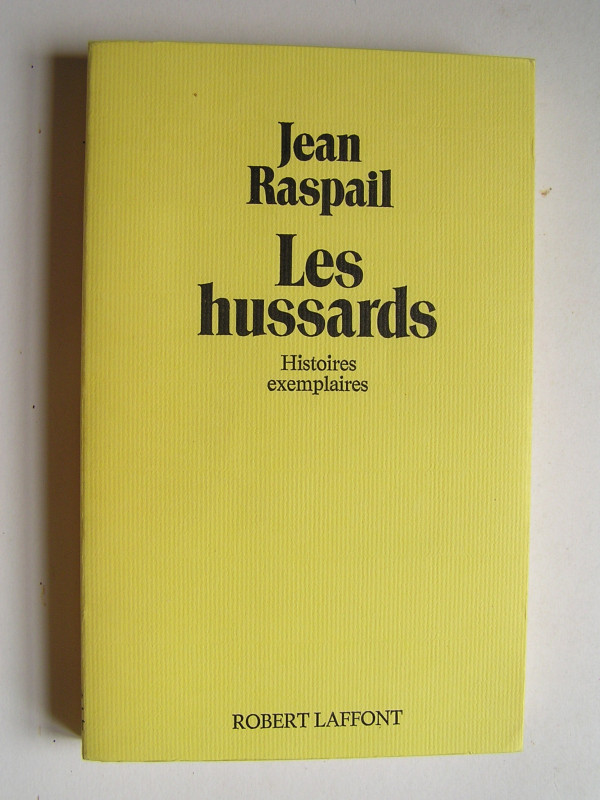 Jean
Raspail
Les
hussards
Histoires
exemplaires
ROBERT LAFFONT